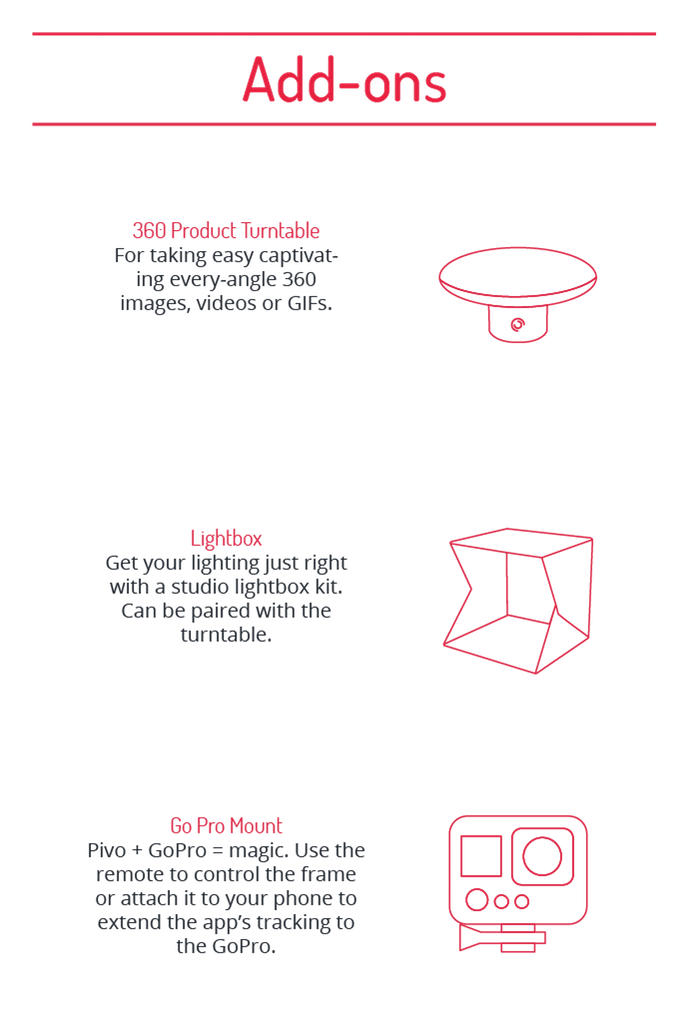 Add-ons
360 Product Turntable
For taking easy captivat-
ing every-angle 360
images, videos or GIFs.
Lightbox
Get your lighting just right
with a studio lightbox kit.
Can be paired with the
turntable.
Go Pro Mount
Pivo + GoPro = magic. Use the
remote to control the frame
or attach it to your phone to
extend the app’s tracking to
the GoPro.